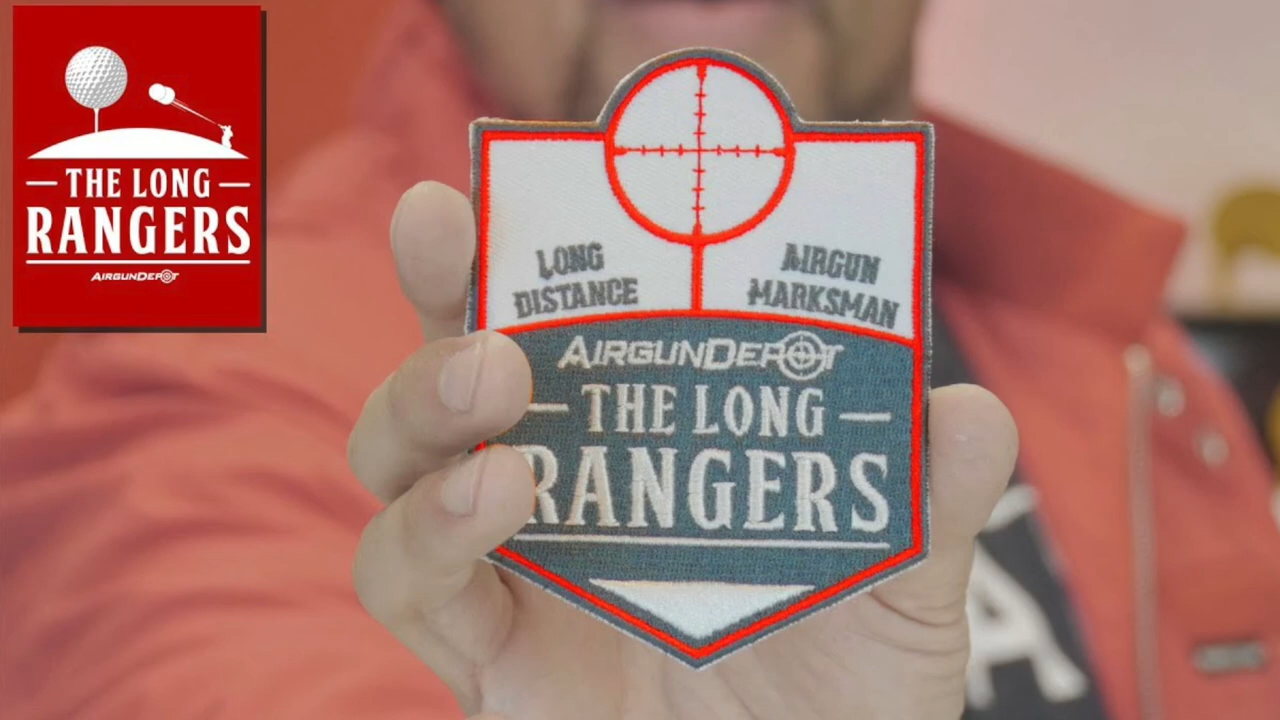 — THE LONG —
RANGERS
AIRGUNDEPOT
LONG
DISTANCE
AIRGUN
MARKSMAN
AIRGUNDEPOT
— THE LONG —
RANGERS
A